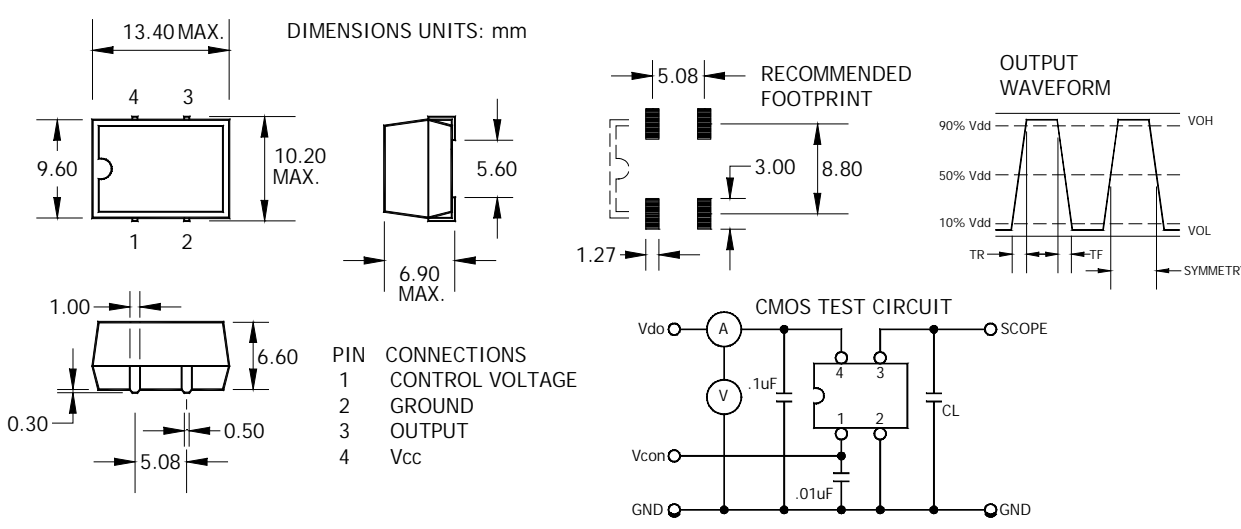 13.40 MAX.
DIMENSIONS UNITS: mm
4 3
9.60
10.20
MAX.
1 2
5.60
6.90
MAX.
5.08
RECOMMENDED
FOOTPRINT
3.00
8.80
1.27
OUTPUT
WAVEFORM
90% Vdd
VOH
50% Vdd
10% Vdd
VOL
TR
TF
SYMMETR
1.00
6.60
0.30
0.50
5.08
PIN CONNECTIONS
1 CONTROL VOLTAGE
2 GROUND
3 OUTPUT
4 Vcc
CMOS TEST CIRCUIT
Vdo
A
SCOPE
4 3
.1uF
V
CL
1 2
Vcon
.01uF
GND
GND